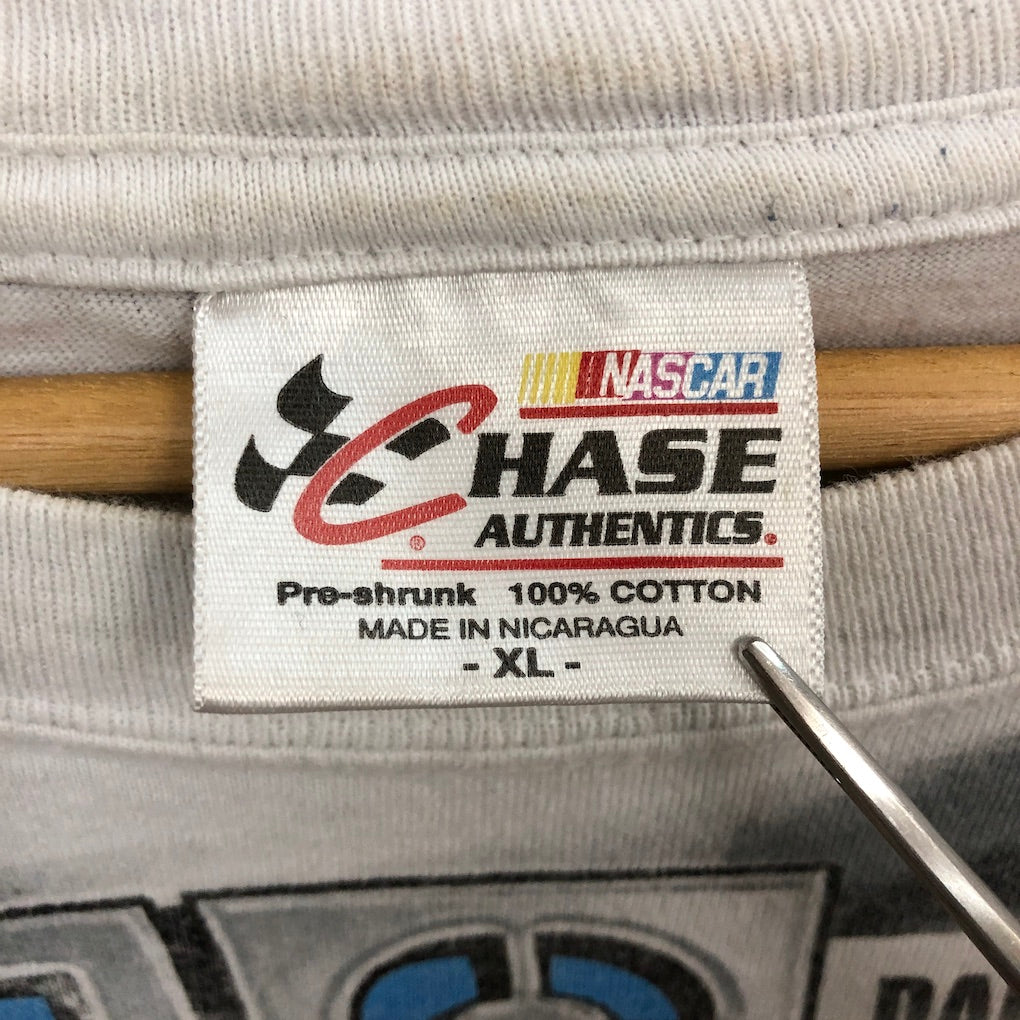 NASCAR
CHASE
AUTHENTICS.
®
Pre-shrunk 100% COTTON
MADE IN NICARAGUA
- XL -